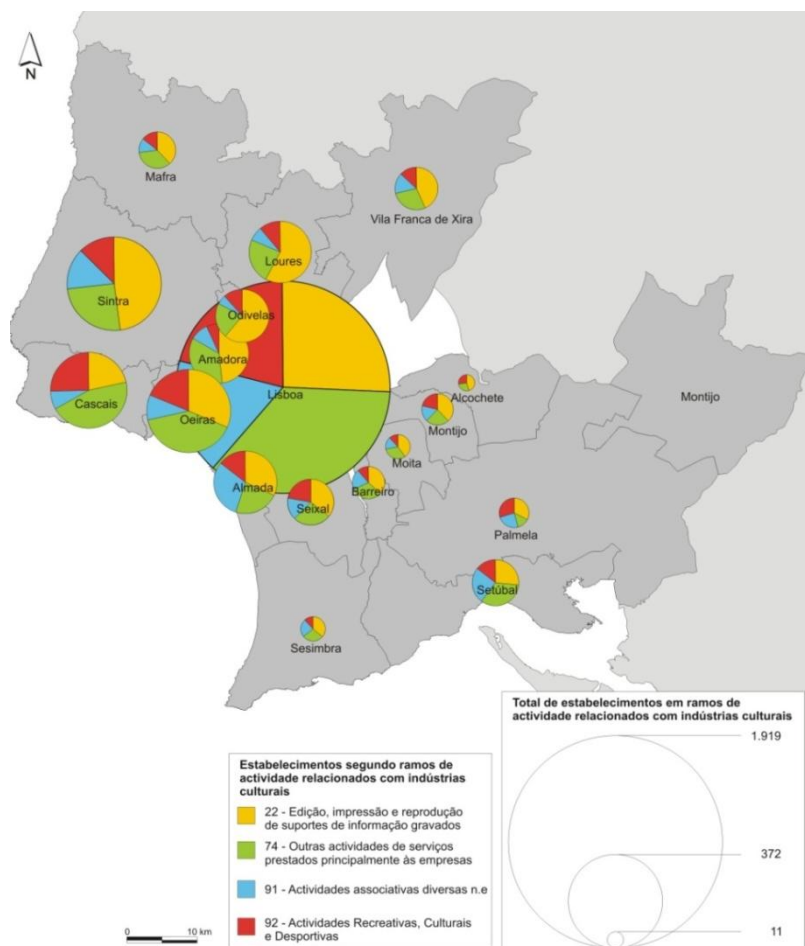 N
Mafra
Vila Franca de Xira
Loures
Sintra
Odivelas
Amadora
Lisboa
Cascais
Oeiras
Alcochete
Montijo
Montijo
Moita
Almada
Barreiro
Seixal
Palmela
Setúbal
Sesimbra
Total de estabelecimentos em ramos de
actividade relacionados com indústrias culturais
1.919
372
11
Estabelecimentos segundo ramos de
actividade relacionados com indústrias
culturais
22 - Edição, impressão e reprodução
de suportes de informação gravados
74 - Outras actividades de serviços
prestados principalmente às empresas
91 - Actividades associativas diversas n.e
92 - Actividades Recreativas, Culturais
e Desportivas
0 10 km